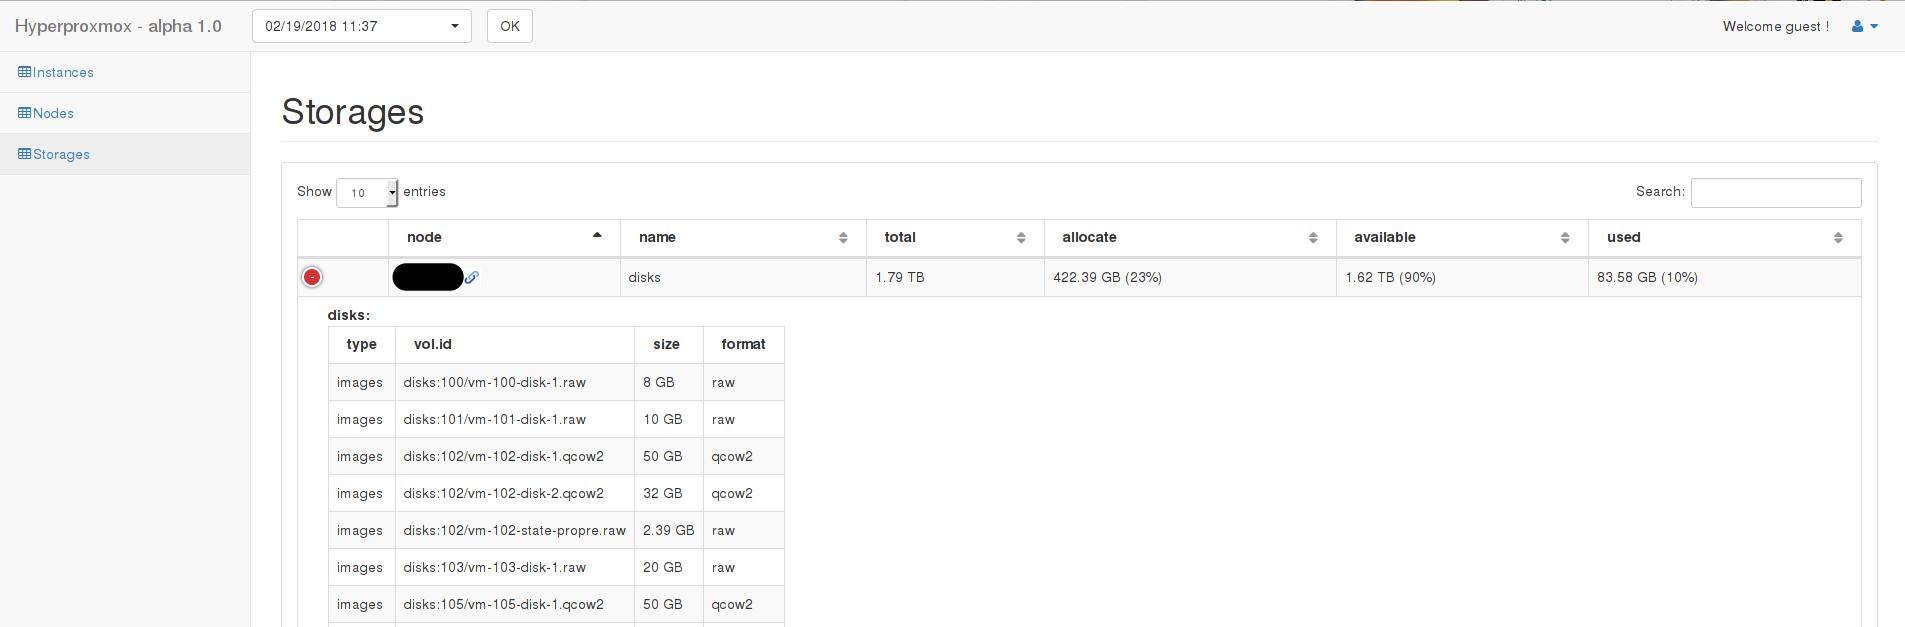 Hyperproxmox - alpha 1.0 02/19/2018 11:37 OK Welcome guest !
Instances
Nodes
Storages
Storages
Show 10 entries Search:
node name total allocate available used
- disks 1.79 TB 422.39 GB (23%) 1.62 TB (90%) 83.58 GB (10%)
disks:
type vol.id size format
images disks:100/vm-100-disk-1.raw 8 GB raw
images disks:101/vm-101-disk-1.raw 10 GB raw
images disks:102/vm-102-disk-1.qcow2 50 GB qcow2
images disks:102/vm-102-disk-2.qcow2 32 GB qcow2
images disks:102/vm-102-state-propre.raw 2.39 GB raw
images disks:103/vm-103-disk-1.raw 20 GB raw
images disks:105/vm-105-disk-1.qcow2 50 GB qcow2